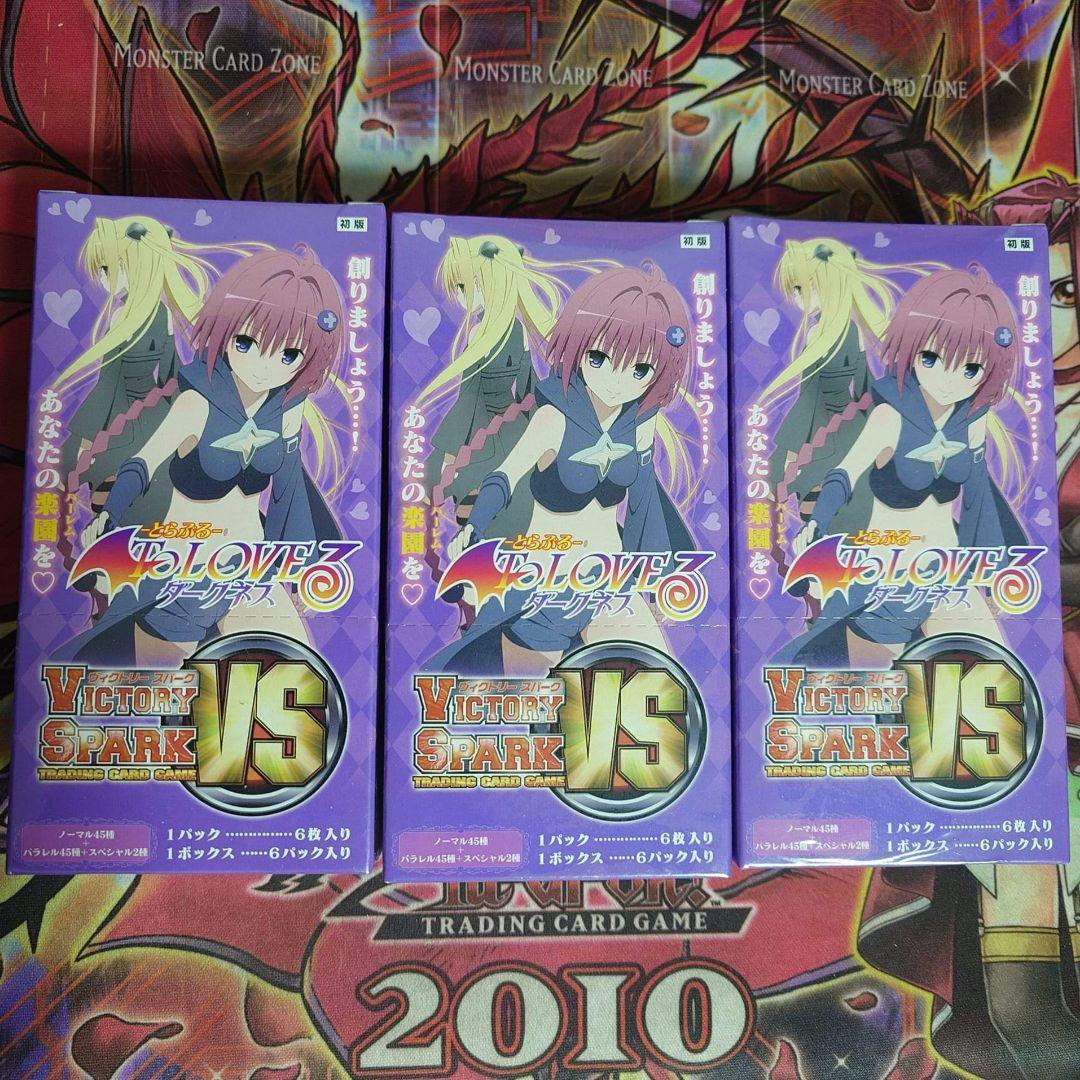 MONSTER CARD ZONE
MONSTER CARD ZONE
MONSTER CARD ZONE
初版
創りましょう…!
あなたの楽園を♡
ハーレム
-とらぶる-
To LOVEる
ダークネス
ヴィクトリー スパーク
VICTORY
SPARK
VS
TRADING CARD GAME
ノーマル45種
+
パラレル45種+スペシャル2種
1パック ……………6枚入り
1ボックス ……6パック入り
初版
創りましょう…!
あなたの楽園を♡
ハーレム
-とらぶる-
To LOVEる
ダークネス
ヴィクトリー スパーク
VICTORY
SPARK
VS
TRADING CARD GAME
ノーマル45種
+
パラレル45種+スペシャル2種
1パック ……………6枚入り
1ボックス ……6パック入り
初版
創りましょう…!
あなたの楽園を♡
ハーレム
-とらぶる-
To LOVEる
ダークネス
ヴィクトリー スパーク
VICTORY
SPARK
VS
TRADING CARD GAME
ノーマル45種
+
パラレル45種+スペシャル2種
1パック ……………6枚入り
1ボックス ……6パック入り
TRADING CARD GAME
2010